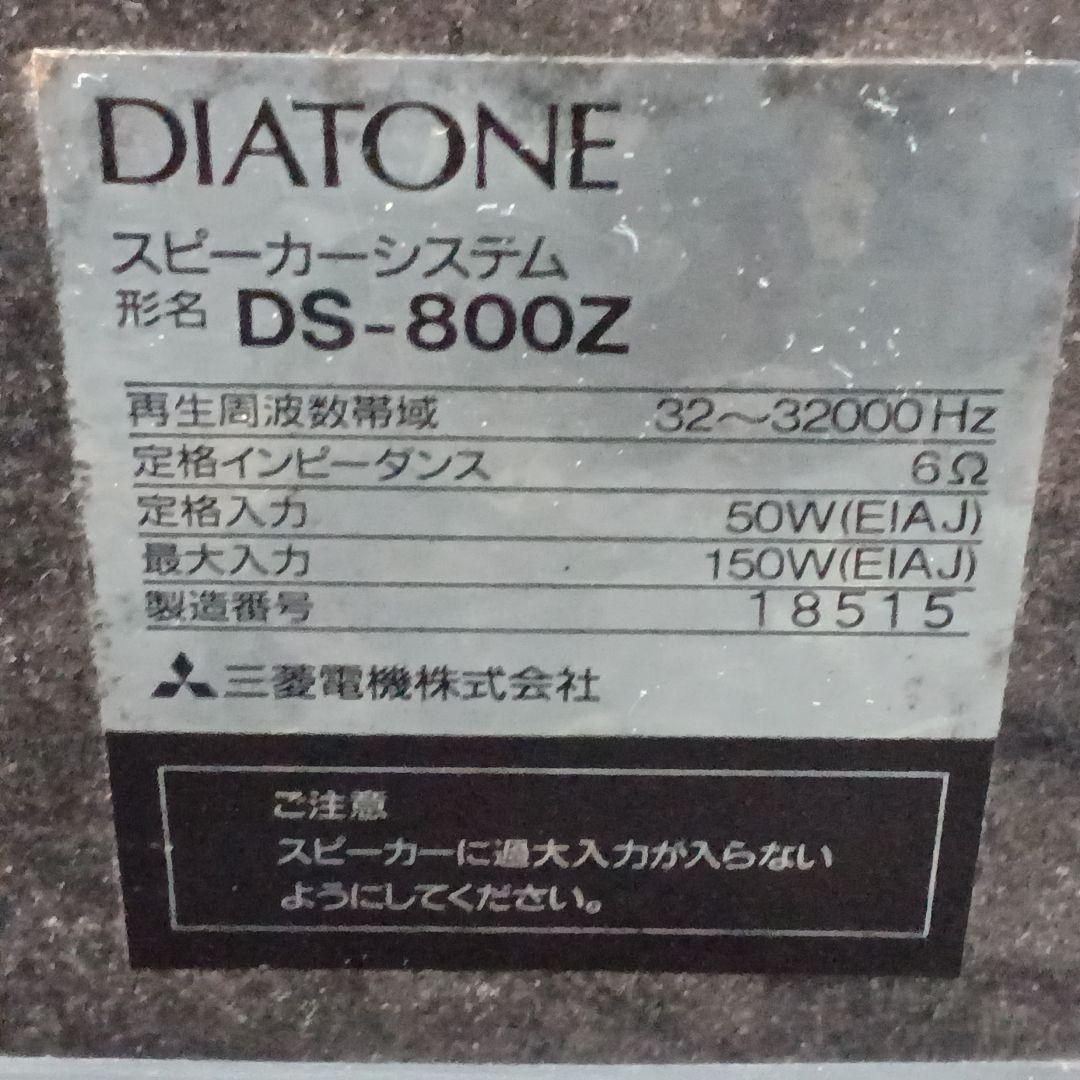 DIATONE
スピーカーシステム
形名 DS-800Z
再生周波数帯域 32～32000Hz
定格インピーダンス 6Ω
定格入力 50W(EIAJ)
最大入力 150W(EIAJ)
製造番号 18515
三菱電機株式会社
ご注意
スピーカーに過大入力が入らない
ようにしてください。